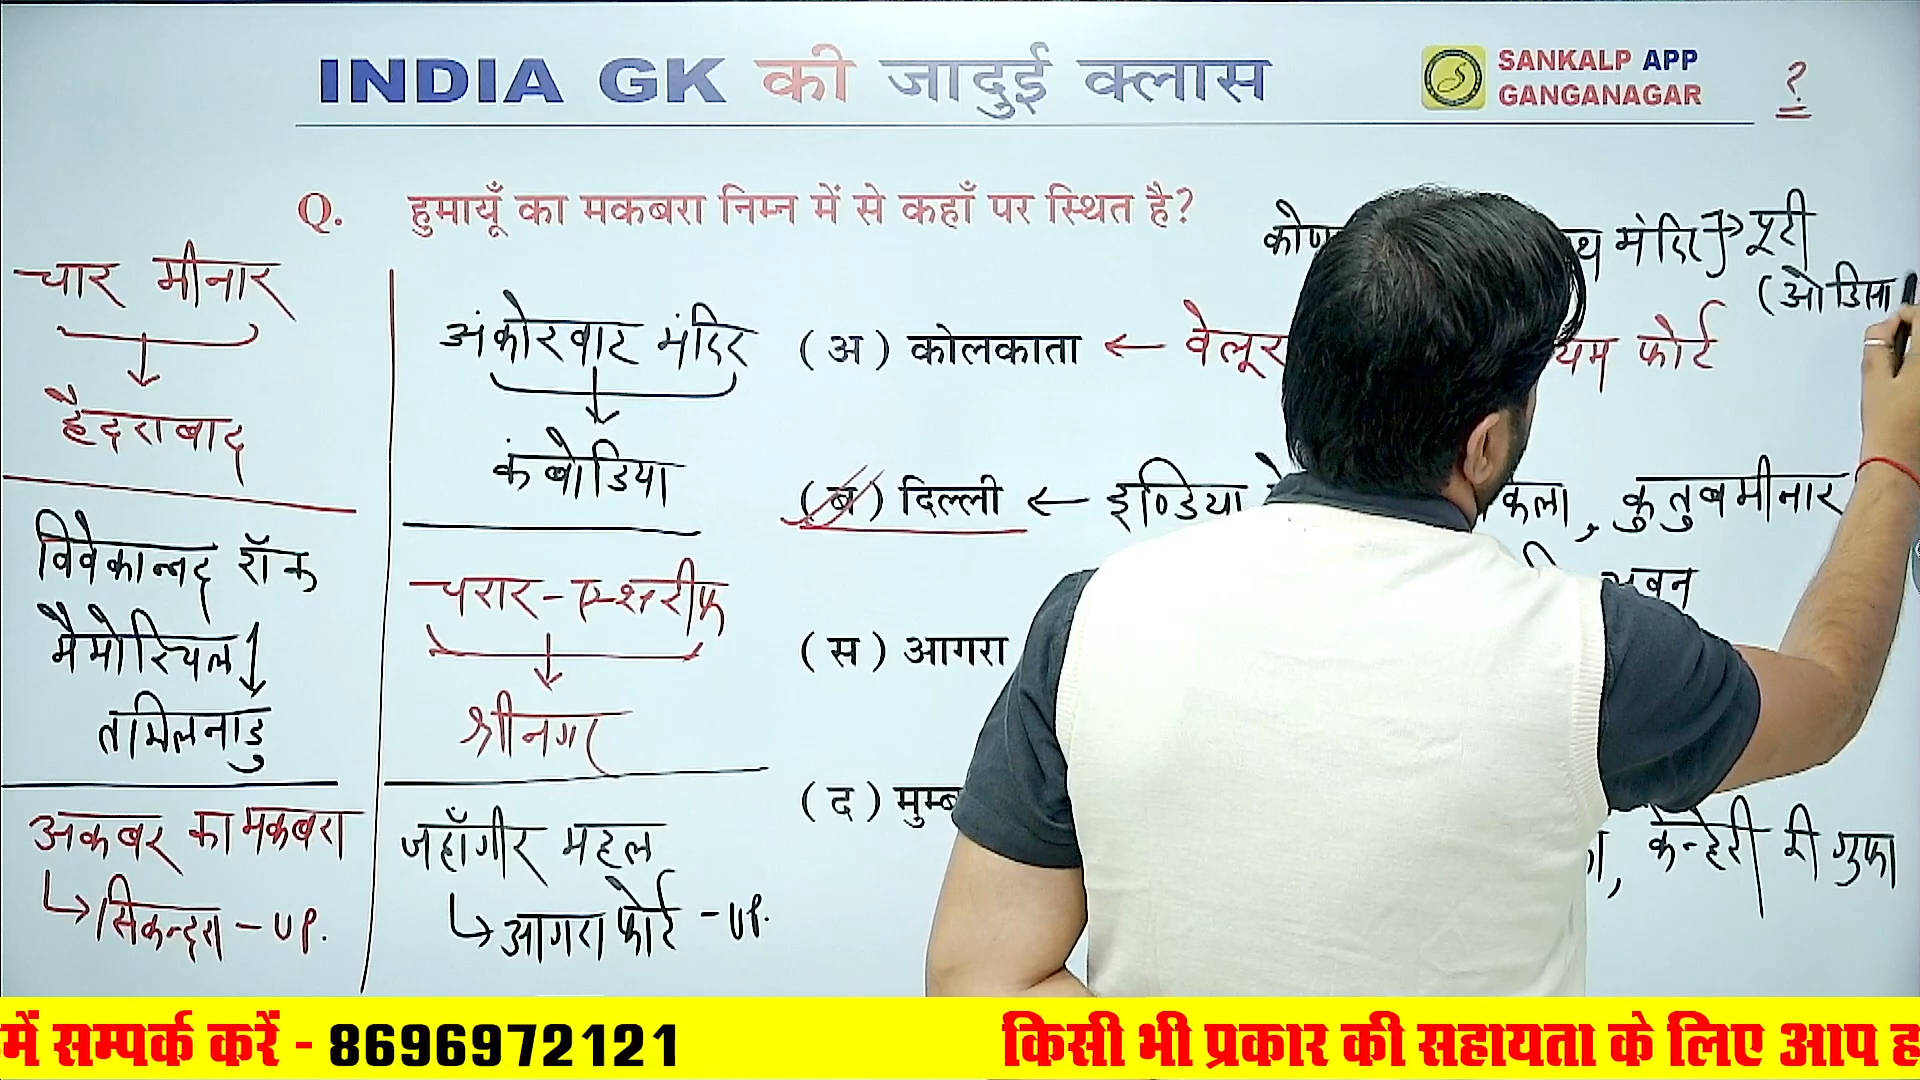 INDIA GK की जादुई क्लास
SANKALP APP
GANGANAGAR
?
Q. हुमायूँ का मकबरा निम्न में से कहाँ पर स्थित है?
मंदिर → पूरी
(ओडिसा
चार मीनार
हैदराबाद
विवेकानन्द रॉक
मैमोरियल
तमिलनाडु
अकबर का मकबरा
सिकन्दरा - UP.
अंकोरवाट मंदिर
कंबोडिया
चरार-ए-शरीफ
श्रीनगर
जहाँगीर महल
आगरा फोर्ट - UP.
(अ) कोलकाता ← वेलूर फोर्ट
(ब) दिल्ली ← इण्डिया कुतुबमीनार
भवन
(स) आगरा
(द)
कन्हेरी री गुफा
में सम्पर्क करें - 8696972121
किसी भी प्रकार की सहायता के लिए आप ह